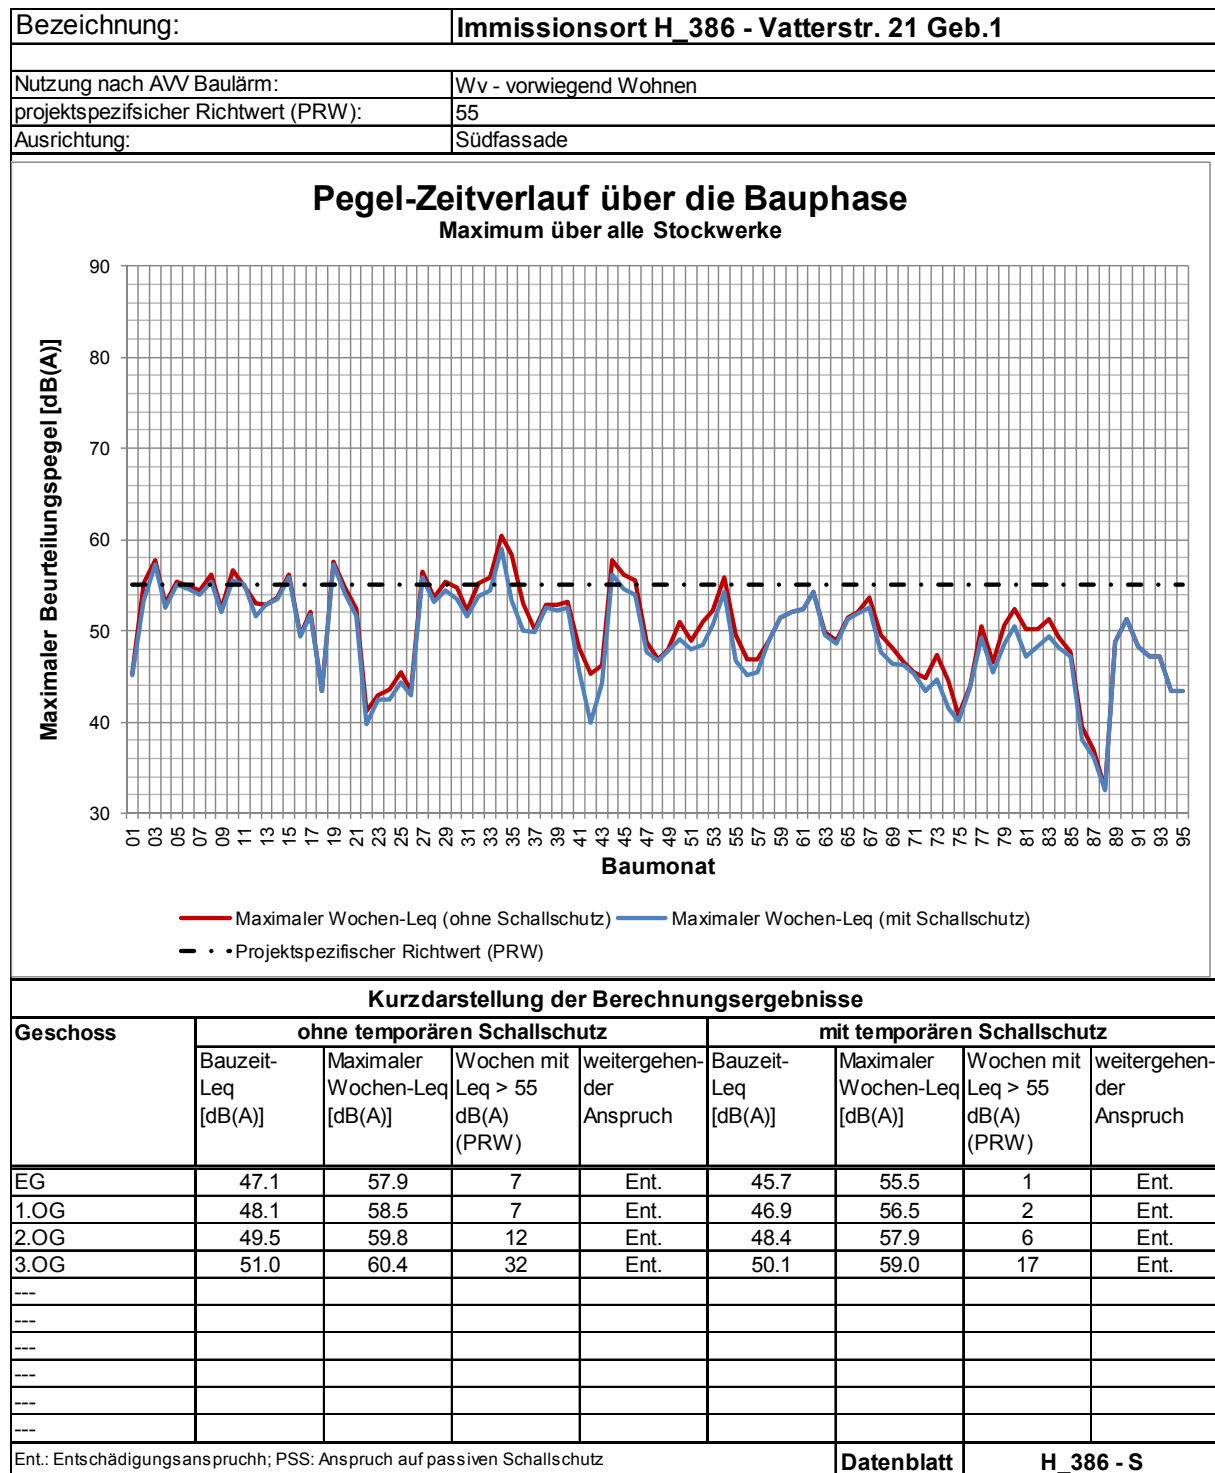 Bezeichnung: Immissionsort H_386 - Vatterstr. 21 Geb.1
Nutzung nach AVV Baulärm: Wv - vorwiegend Wohnen
projektspezifsicher Richtwert (PRW): 55
Ausrichtung: Südfassade
Pegel-Zeitverlauf über die Bauphase
Maximum über alle Stockwerke
Maximaler Beurteilungspegel [dB(A)]
90
80
70
60
50
40
30
01 03 05 07 09 11 13 15 17 19 21 23 25 27 29 31 33 35 37 39 41 43 45 47 49 51 53 55 57 59 61 63 65 67 69 71 73 75 77 79 81 83 85 87 89 91 93 95
Baumonat
Maximaler Wochen-Leq (ohne Schallschutz) Maximaler Wochen-Leq (mit Schallschutz)
Projektspezifischer Richtwert (PRW)
Kurzdarstellung der Berechnungsergebnisse
Geschoss ohne temporären Schallschutz mit temporären Schallschutz
Bauzeit- Maximaler Wochen mit weitergehen- Bauzeit- Maximaler Wochen mit weitergehen-
Leq Wochen-Leq Leq > 55 der Leq Wochen-Leq Leq > 55 der
[dB(A)] [dB(A)] dB(A) Anspruch [dB(A)] [dB(A)] dB(A) Anspruch
(PRW) (PRW)
EG 47.1 57.9 7 Ent. 45.7 55.5 1 Ent.
1.OG 48.1 58.5 7 Ent. 46.9 56.5 2 Ent.
2.OG 49.5 59.8 12 Ent. 48.4 57.9 6 Ent.
3.OG 51.0 60.4 32 Ent. 50.1 59.0 17 Ent.
---
---
---
---
---
---
Ent.: Entschädigungsanspruchh; PSS: Anspruch auf passiven Schallschutz Datenblatt H_386 - S